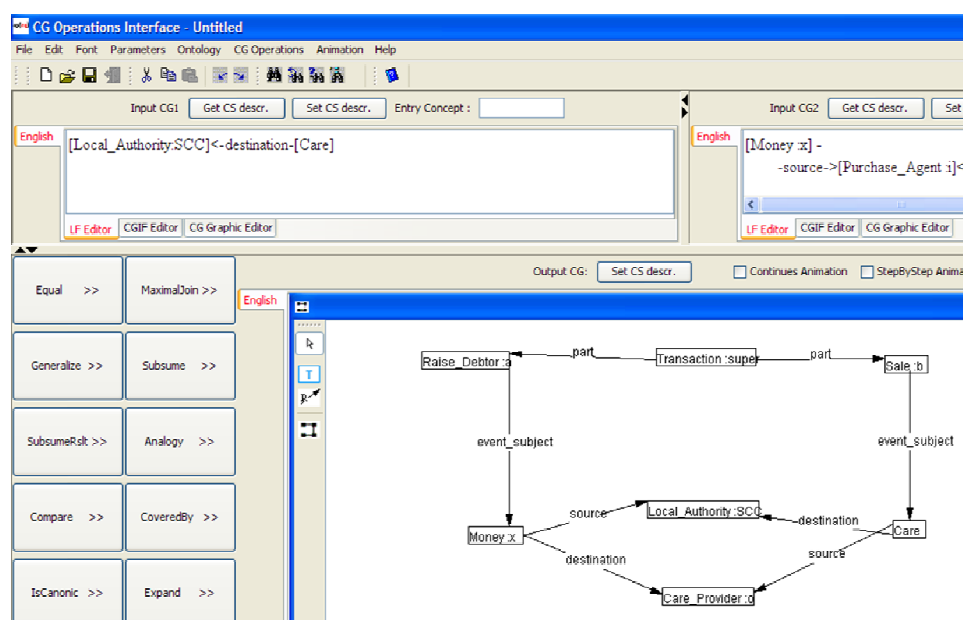 CG Operations Interface - Untitled
File Edit Font Parameters Ontology CG Operations Animation Help
Input CG1 Get CS descr. Set CS descr. Entry Concept :
Input CG2 Get CS descr. Set
English
[Local_Authority:SCC]<-destination-[Care]
LF Editor CGIF Editor CG Graphic Editor
English
[Money :x] -
-source->[Purchase_Agent :i]<
LF Editor CGIF Editor CG Graphic Editor
Output CG: Set CS descr. Continues Animation StepByStep Anima
Equal >> MaximalJoin >>
Generalize >> Subsume >>
SubsumeRslt >> Analogy >>
Compare >> CoveredBy >>
IsCanonic >> Expand >>
English
T
R
Raise_Debtor :a part Transaction :super part Sale :b
event_subject event_subject
Money :x source Local_Authority :SCC destination Care
destination source
Care_Provider :o